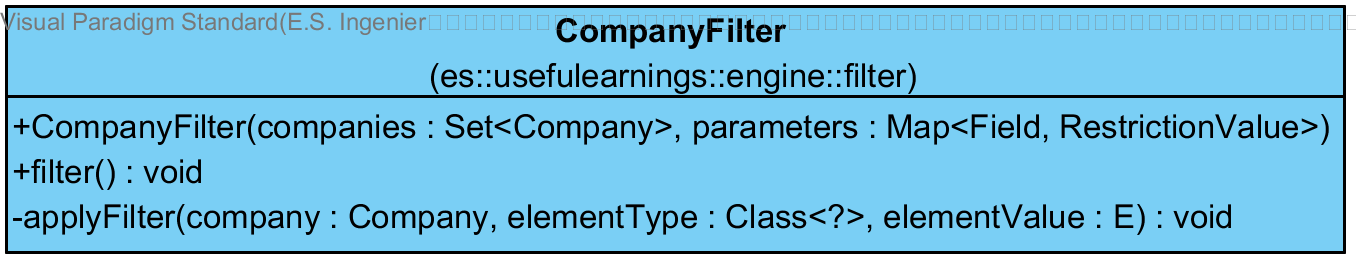 Visual Paradigm Standard(E.S. Ingenier
CompanyFilter
(es::usefulearnings::engine::filter)
+CompanyFilter(companies : Set<Company>, parameters : Map<Field, RestrictionValue>)
+filter() : void
-applyFilter(company : Company, elementType : Class<?>, elementValue : E) : void